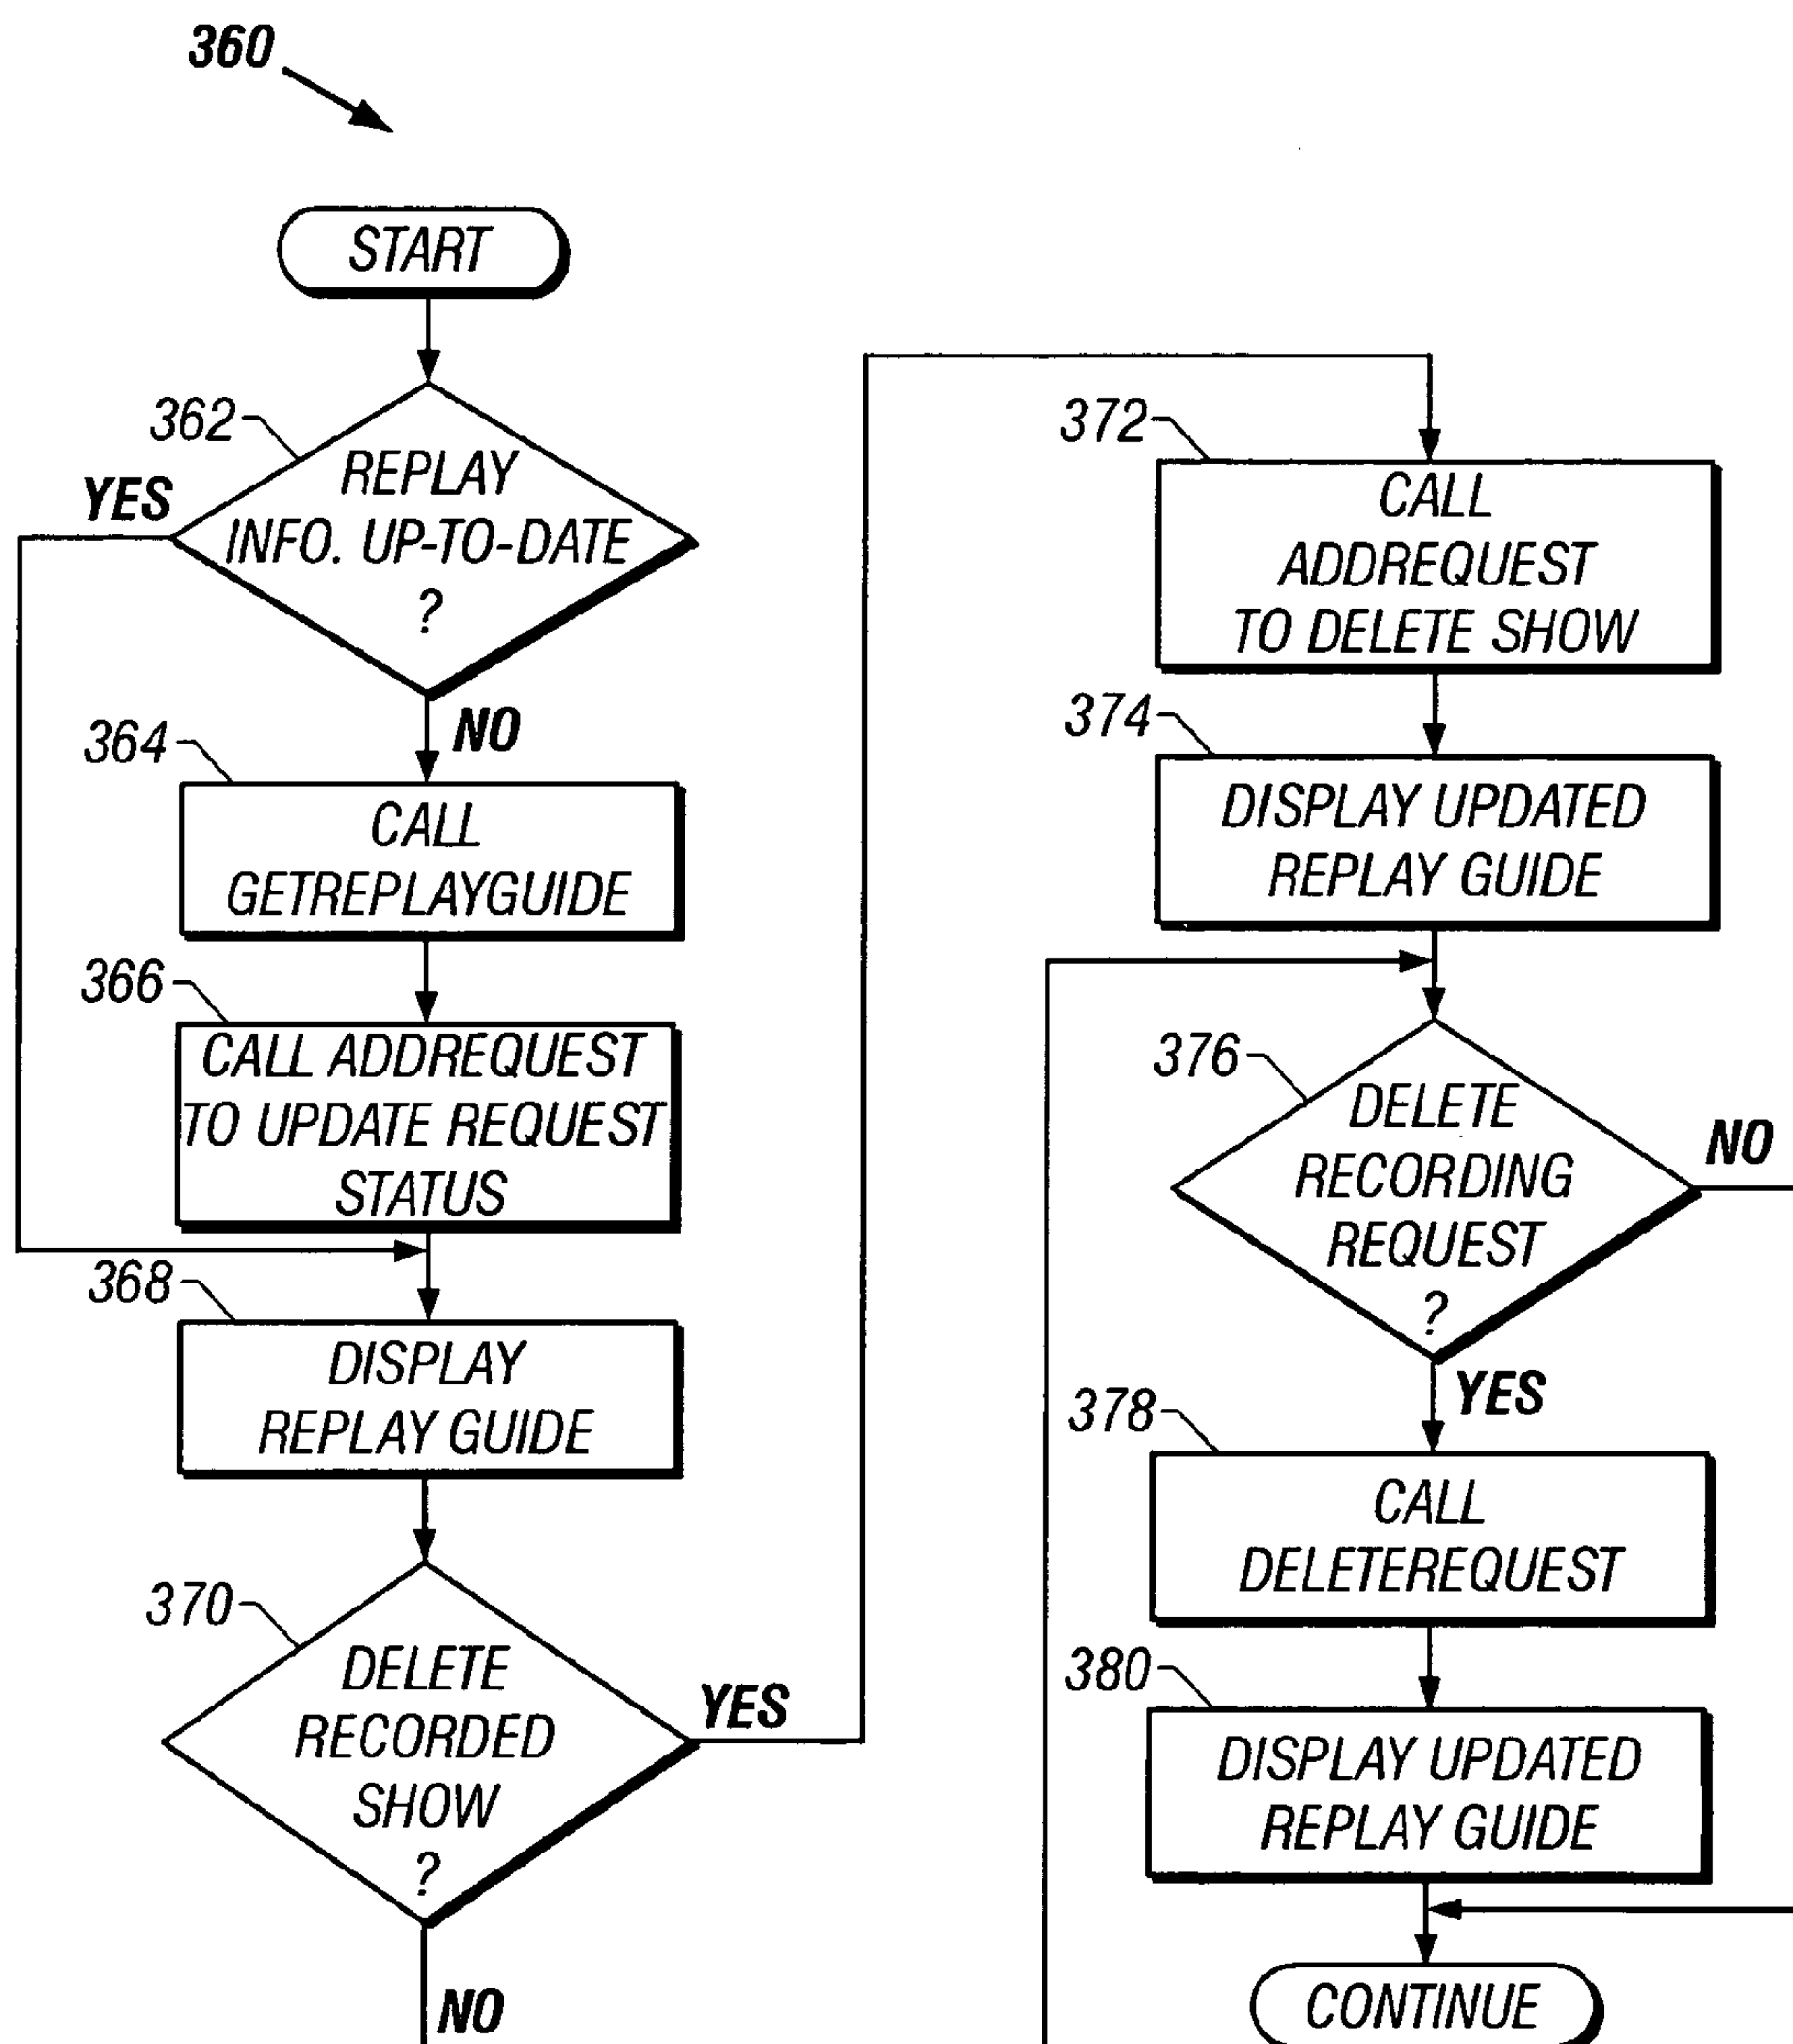 360
START
362
REPLAY
YES
INFO. UP-TO-DATE
?
NO
364
CALL
GETREPLAYGUIDE
366
CALL ADDREQUEST
TO UPDATE REQUEST
STATUS
368
DISPLAY
REPLAY GUIDE
370
DELETE
RECORDED
YES
SHOW
?
NO
372
CALL
ADDREQUEST
TO DELETE SHOW
374
DISPLAY UPDATED
REPLAY GUIDE
376
DELETE
NO
RECORDING
REQUEST
?
YES
378
CALL
DELETEREQUEST
380
DISPLAY UPDATED
REPLAY GUIDE
CONTINUE